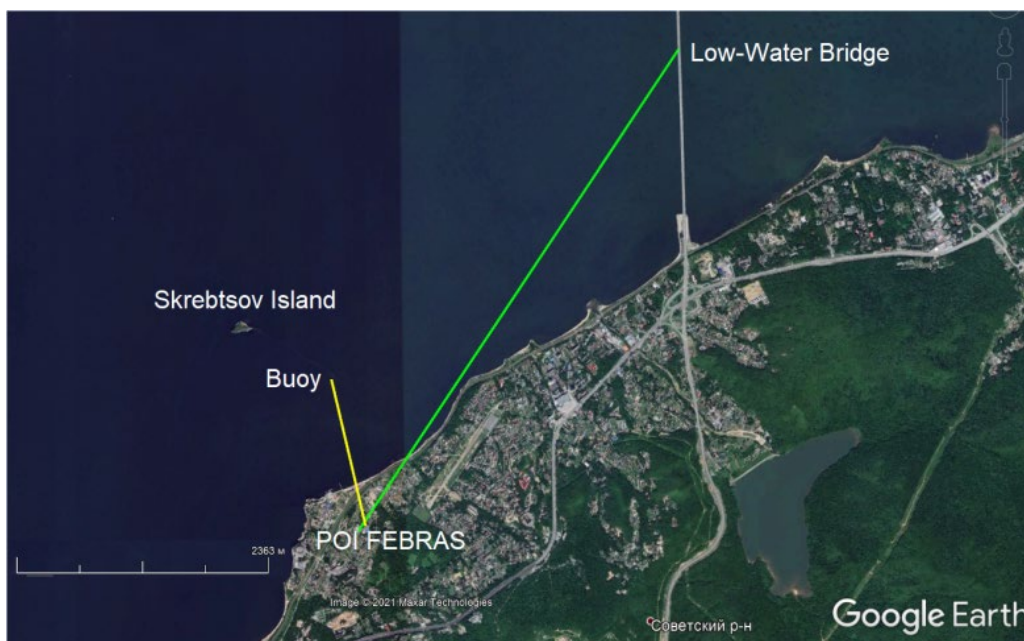 Low-Water Bridge
Skrebtsov Island
Buoy
POI FEBRAS
2363 м
Image © 2021 Maxar Technologies
Советский р-н
Google Earth